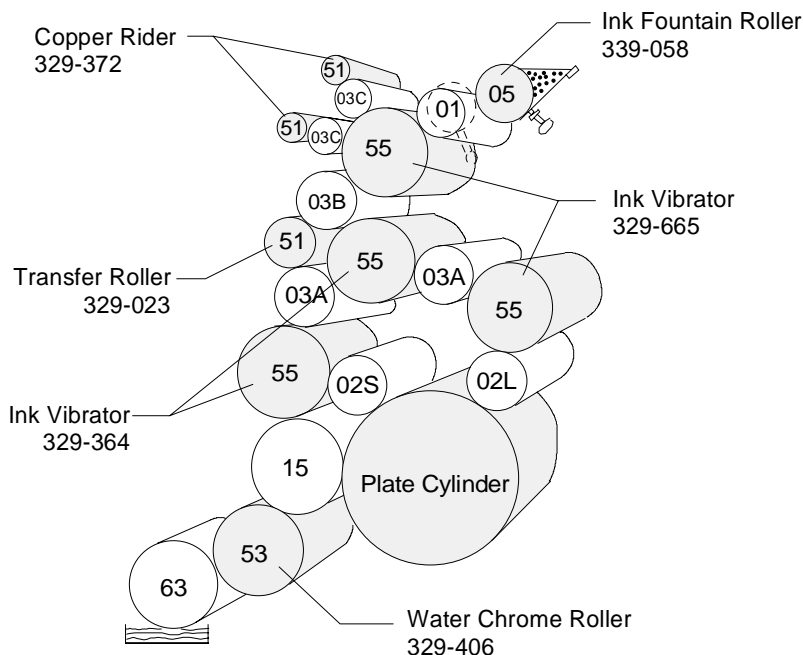 Ink Fountain Roller
339-058
Copper Rider
329-372
51
03C
01
05
51
03C
55
03B
Ink Vibrator
329-665
51
55
03A
Transfer Roller
329-023
03A
55
55
02S
02L
Ink Vibrator
329-364
15
Plate Cylinder
53
63
Water Chrome Roller
329-406